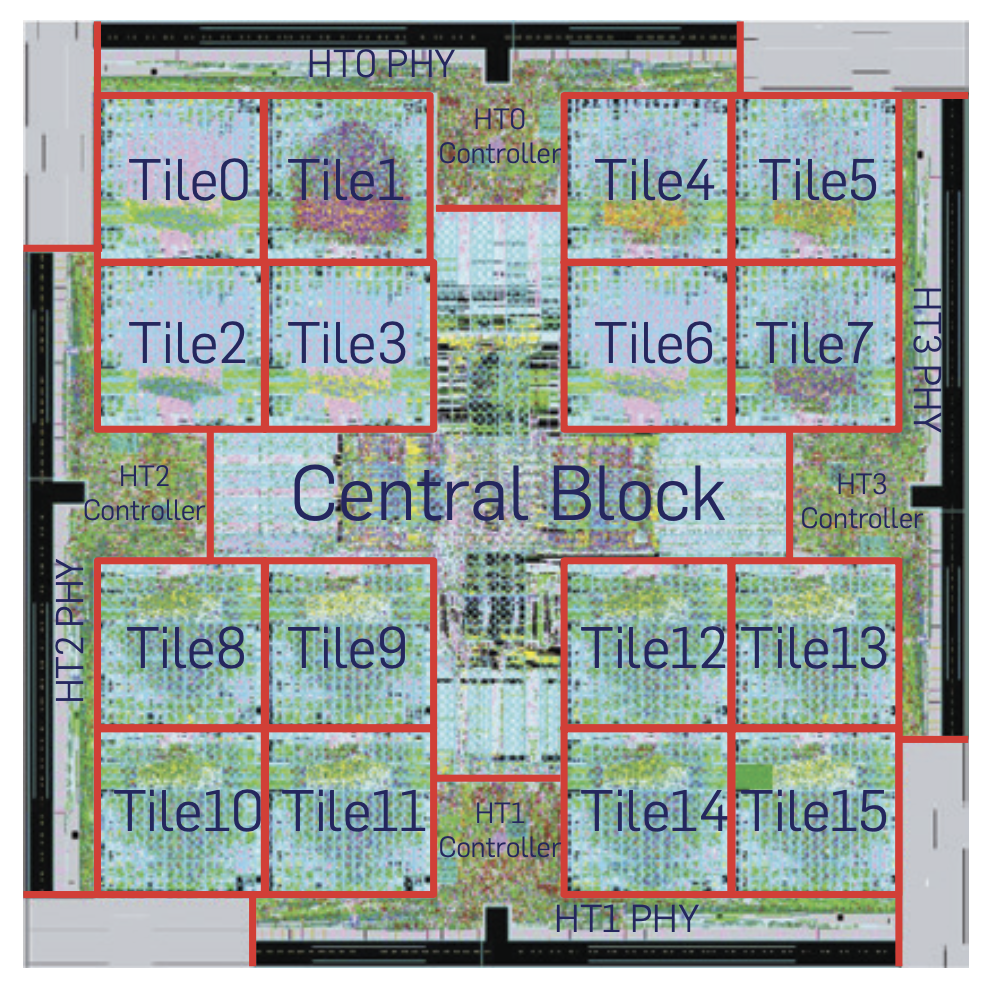 HT0 PHY
HT0
Controller
Tile0
Tile1
Tile4
Tile5
Tile2
Tile3
Tile6
Tile7
HT3 PHY
HT2
Controller
Central Block
HT3
Controller
HT2 PHY
Tile8
Tile9
Tile12
Tile13
Tile10
Tile11
HT1
Controller
Tile14
Tile15
HT1 PHY